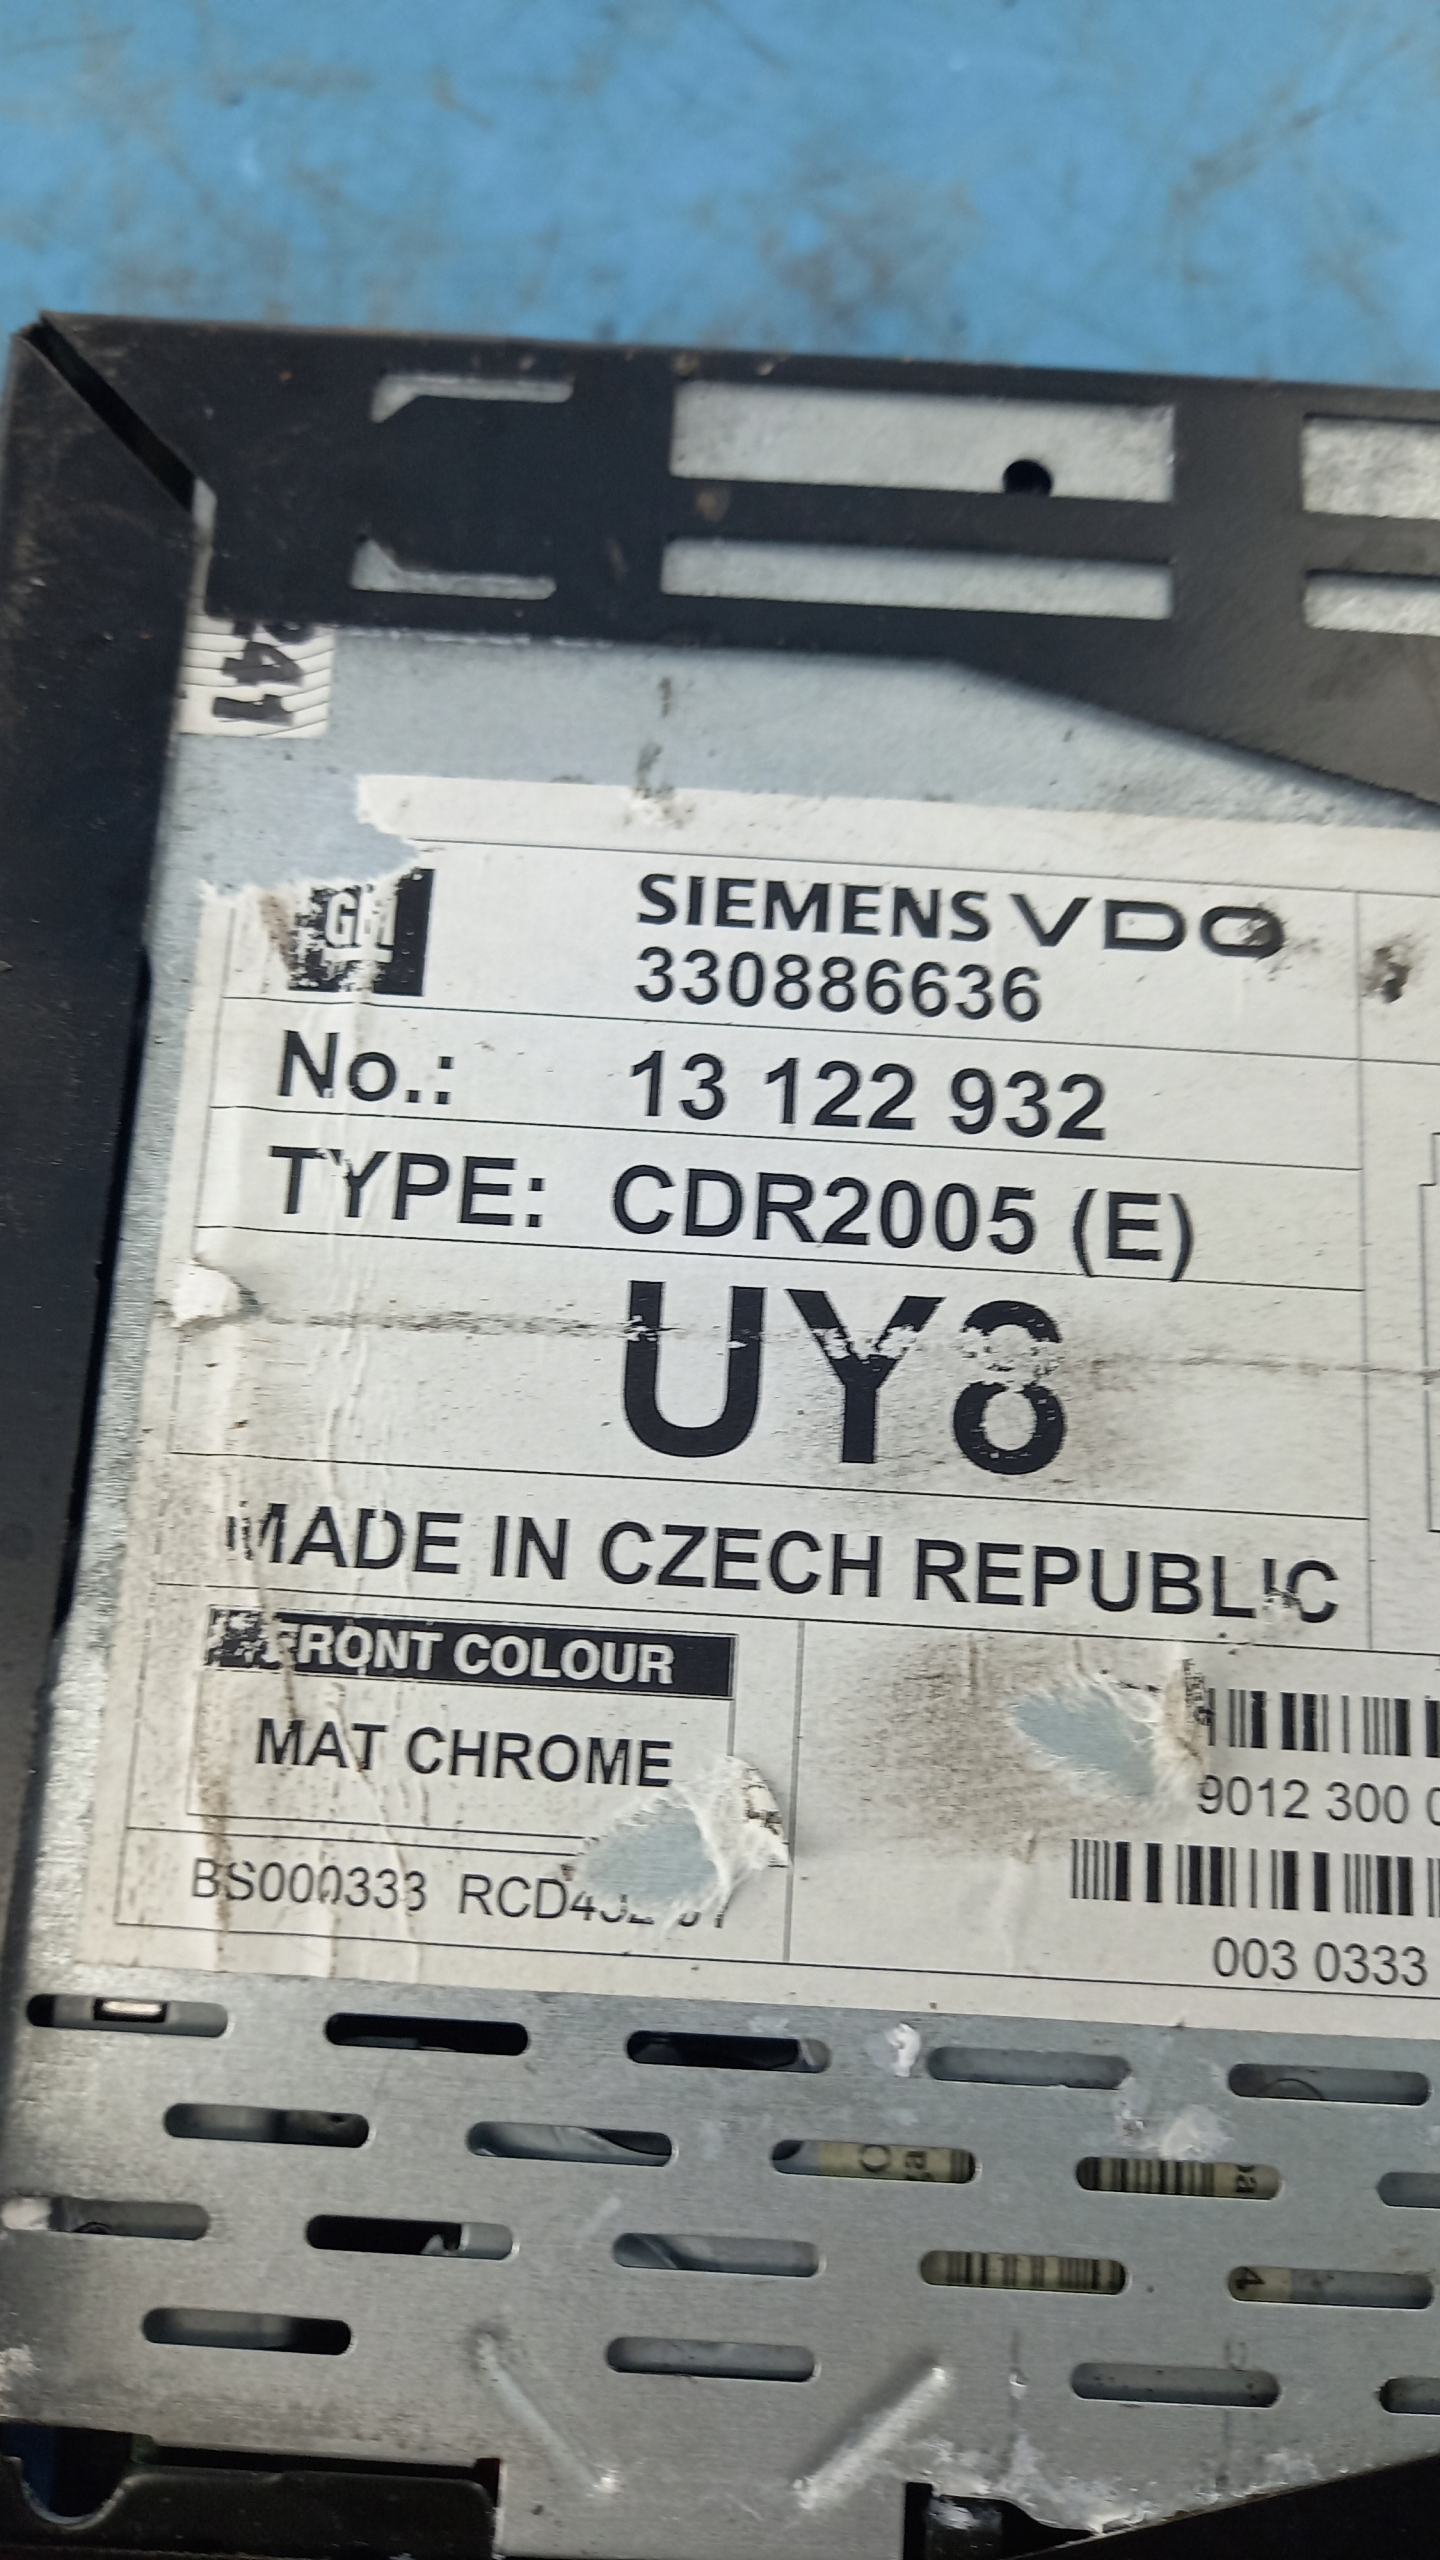 41
GM
SIEMENS VDO
330886636
No.: 13 122 932
TYPE: CDR2005 (E)
UY8
MADE IN CZECH REPUBLIC
FRONT COLOUR
MAT CHROME
9012 300
BS000333
003 0333